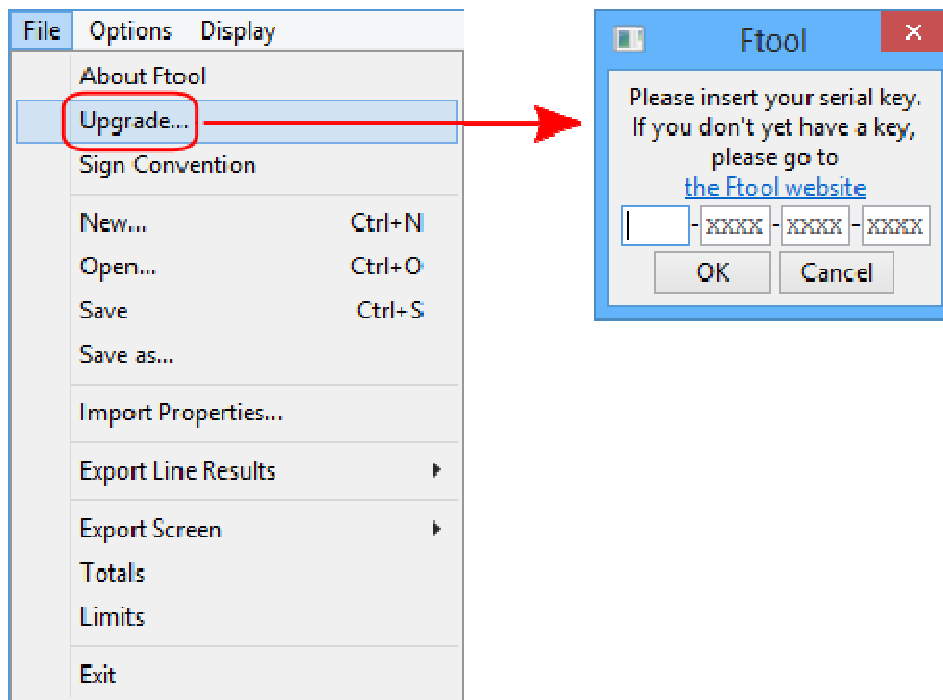 File Options Display
About Ftool
Upgrade...
Sign Convention
New... Ctrl+N
Open... Ctrl+O
Save Ctrl+S
Save as...
Import Properties...
Export Line Results
Export Screen
Totals
Limits
Exit
Ftool
Please insert your serial key.
If you don't yet have a key,
please go to
the Ftool website
- xxxx - xxxx - xxxx
OK Cancel